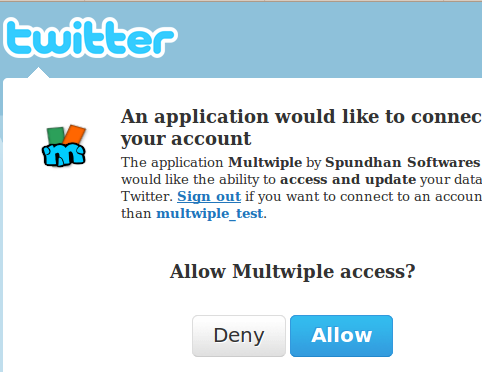 twitter
An application would like to connec
your account
The application Multwiple by Spundhan Softwares
would like the ability to access and update your data
Twitter. Sign out if you want to connect to an accoun
than multwiple_test.
m
Allow Multwiple access?
Deny Allow